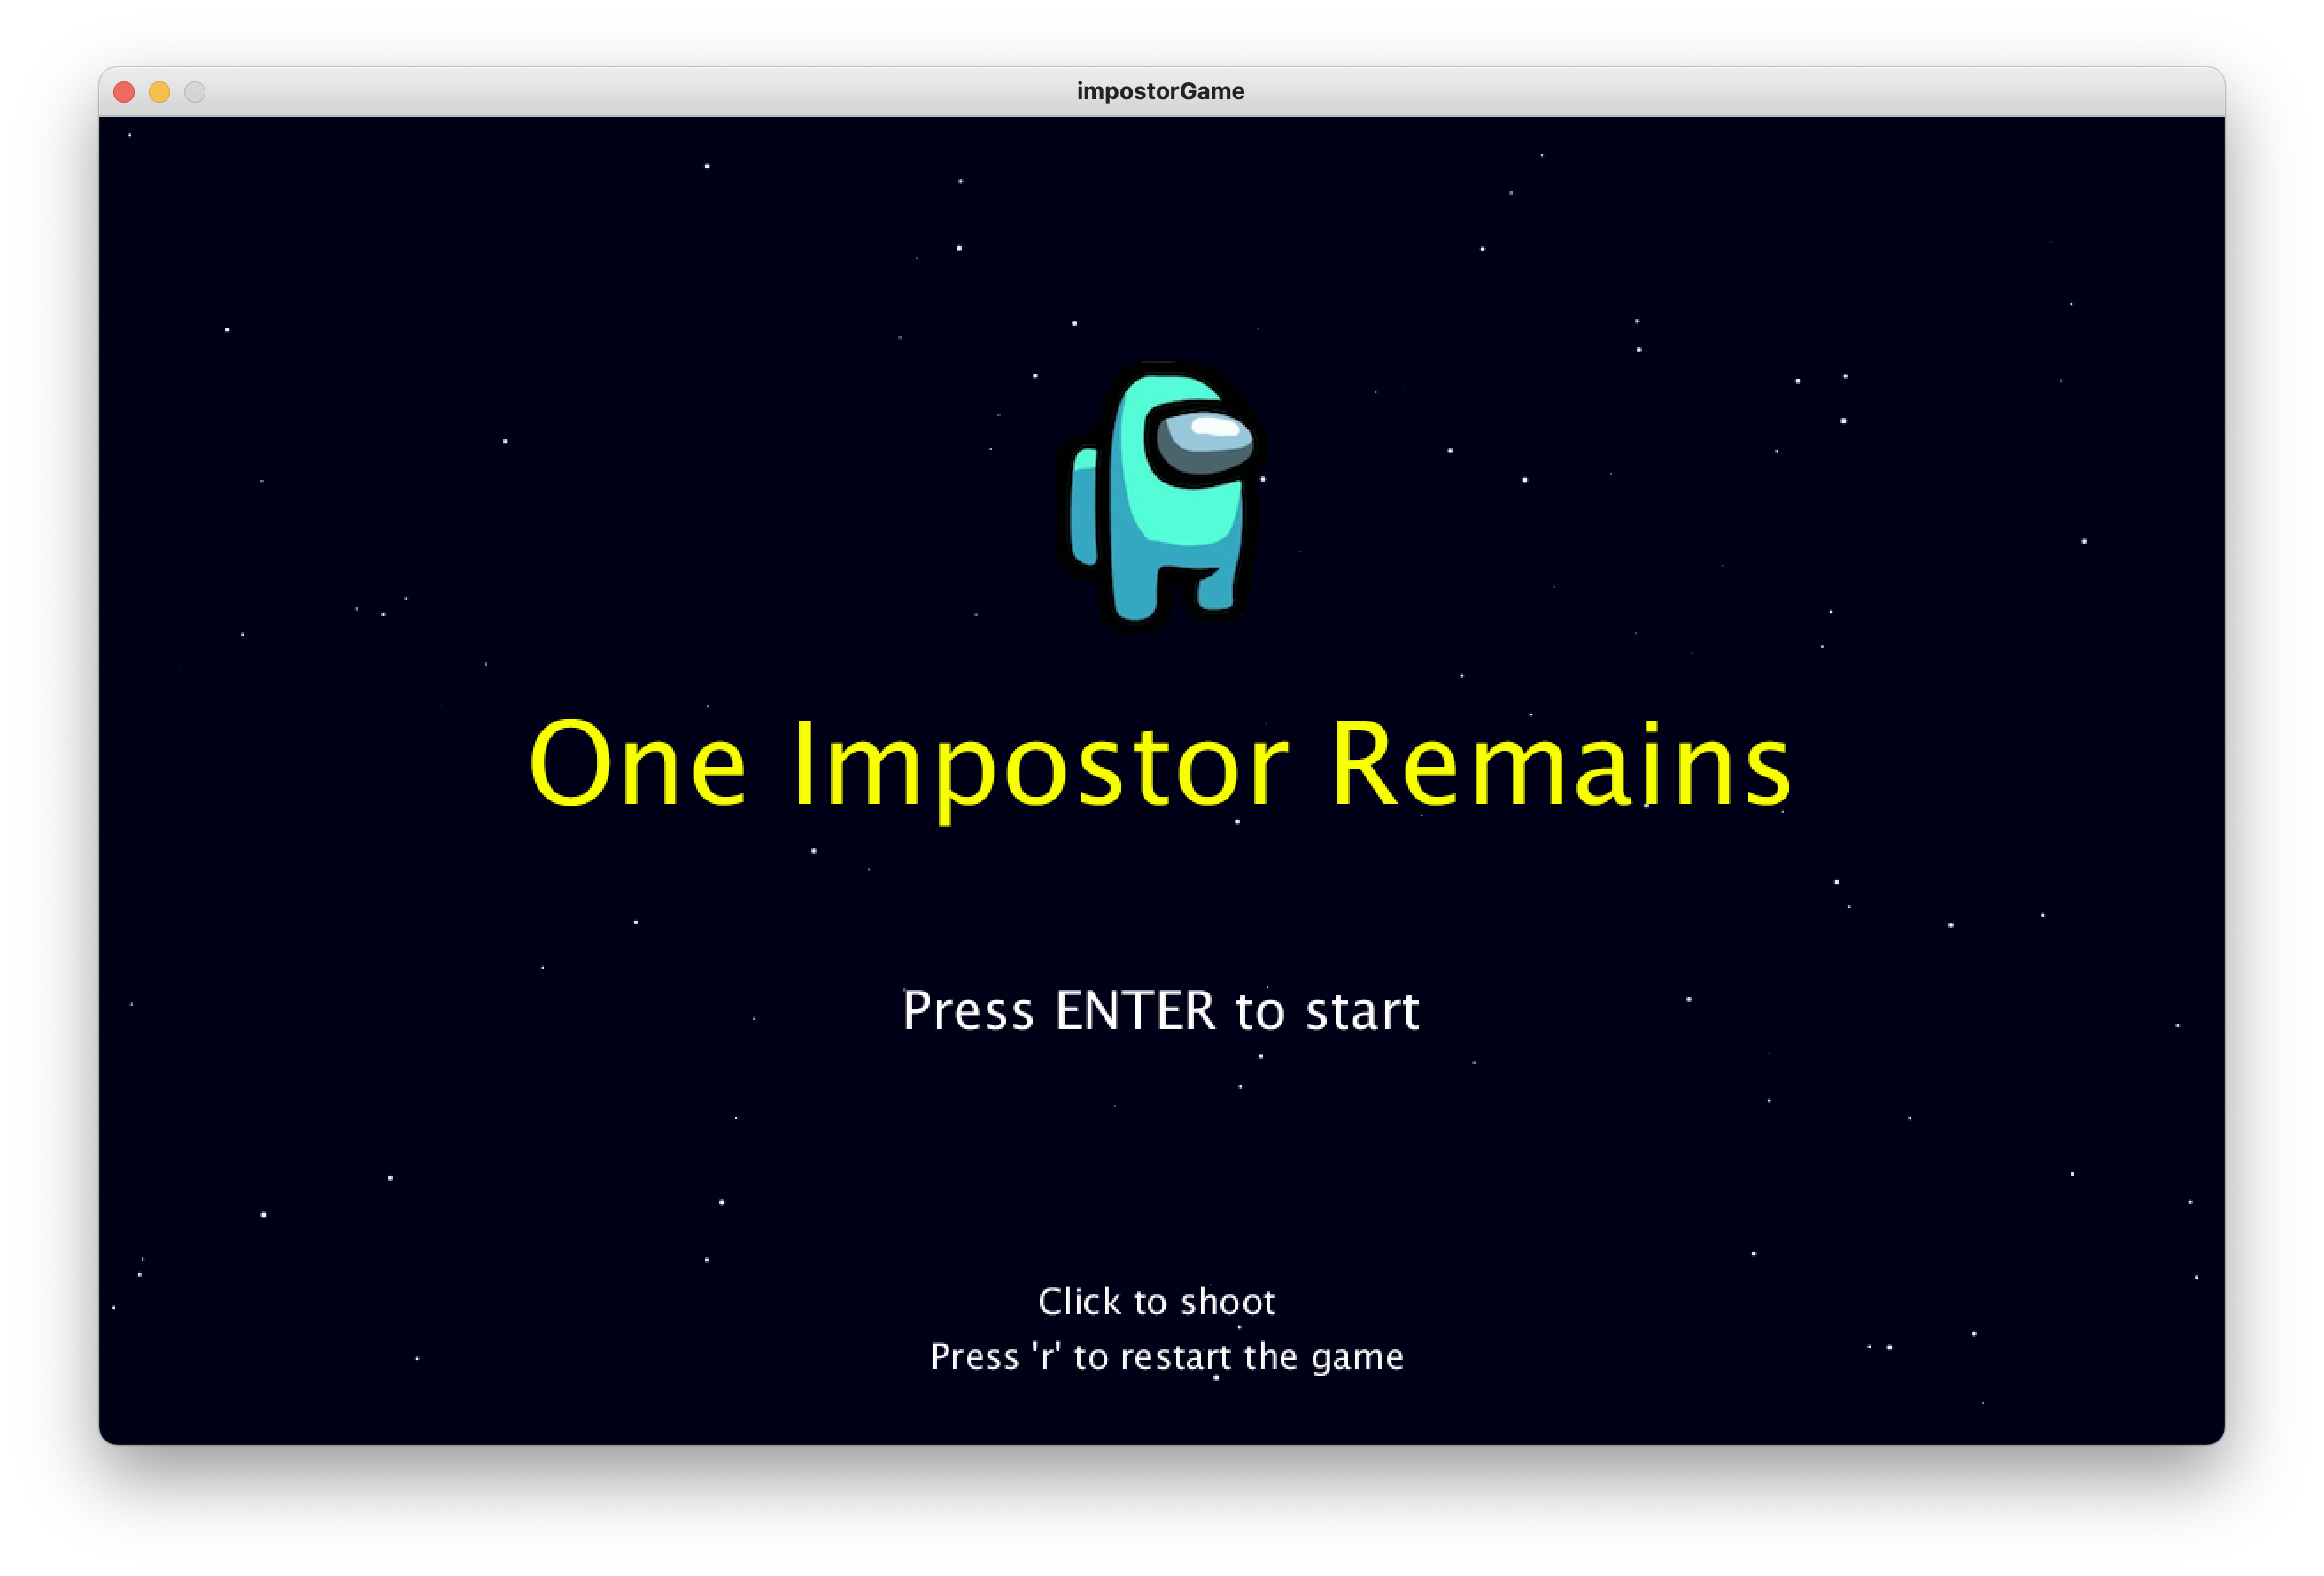 impostorGame
One Impostor Remains
Press ENTER to start
Click to shoot
Press 'r' to restart the game